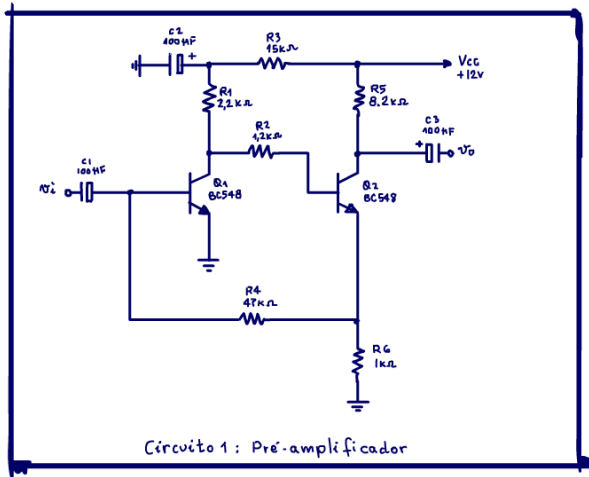 C2
100µF
+
R3
15kΩ
Vcc
+12V
R1
2,2kΩ
R5
8.2kΩ
R2
1,2kΩ
C3
100µF
+
vo
C1
100µF
vi
Q1
BC548
Q2
BC548
R4
47kΩ
R6
1kΩ
Circuito 1: Pré-amplificador